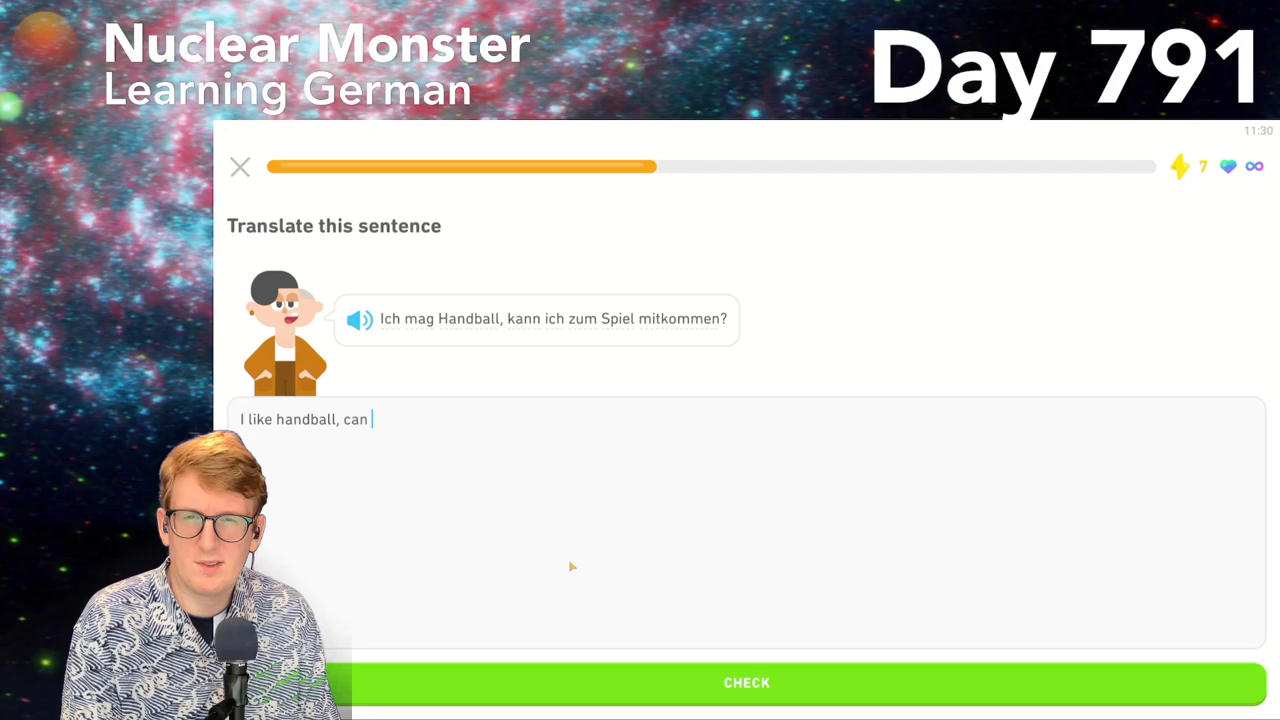 Nuclear Monster
Learning German
Day 791
11:30
7
Translate this sentence
Ich mag Handball, kann ich zum Spiel mitkommen?
I like handball, can
CHECK